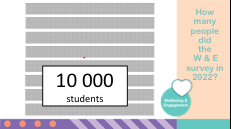 How
many
people
did
the
W & E
survey in
2022?
10 000
students
Wellbeing &
Engagement